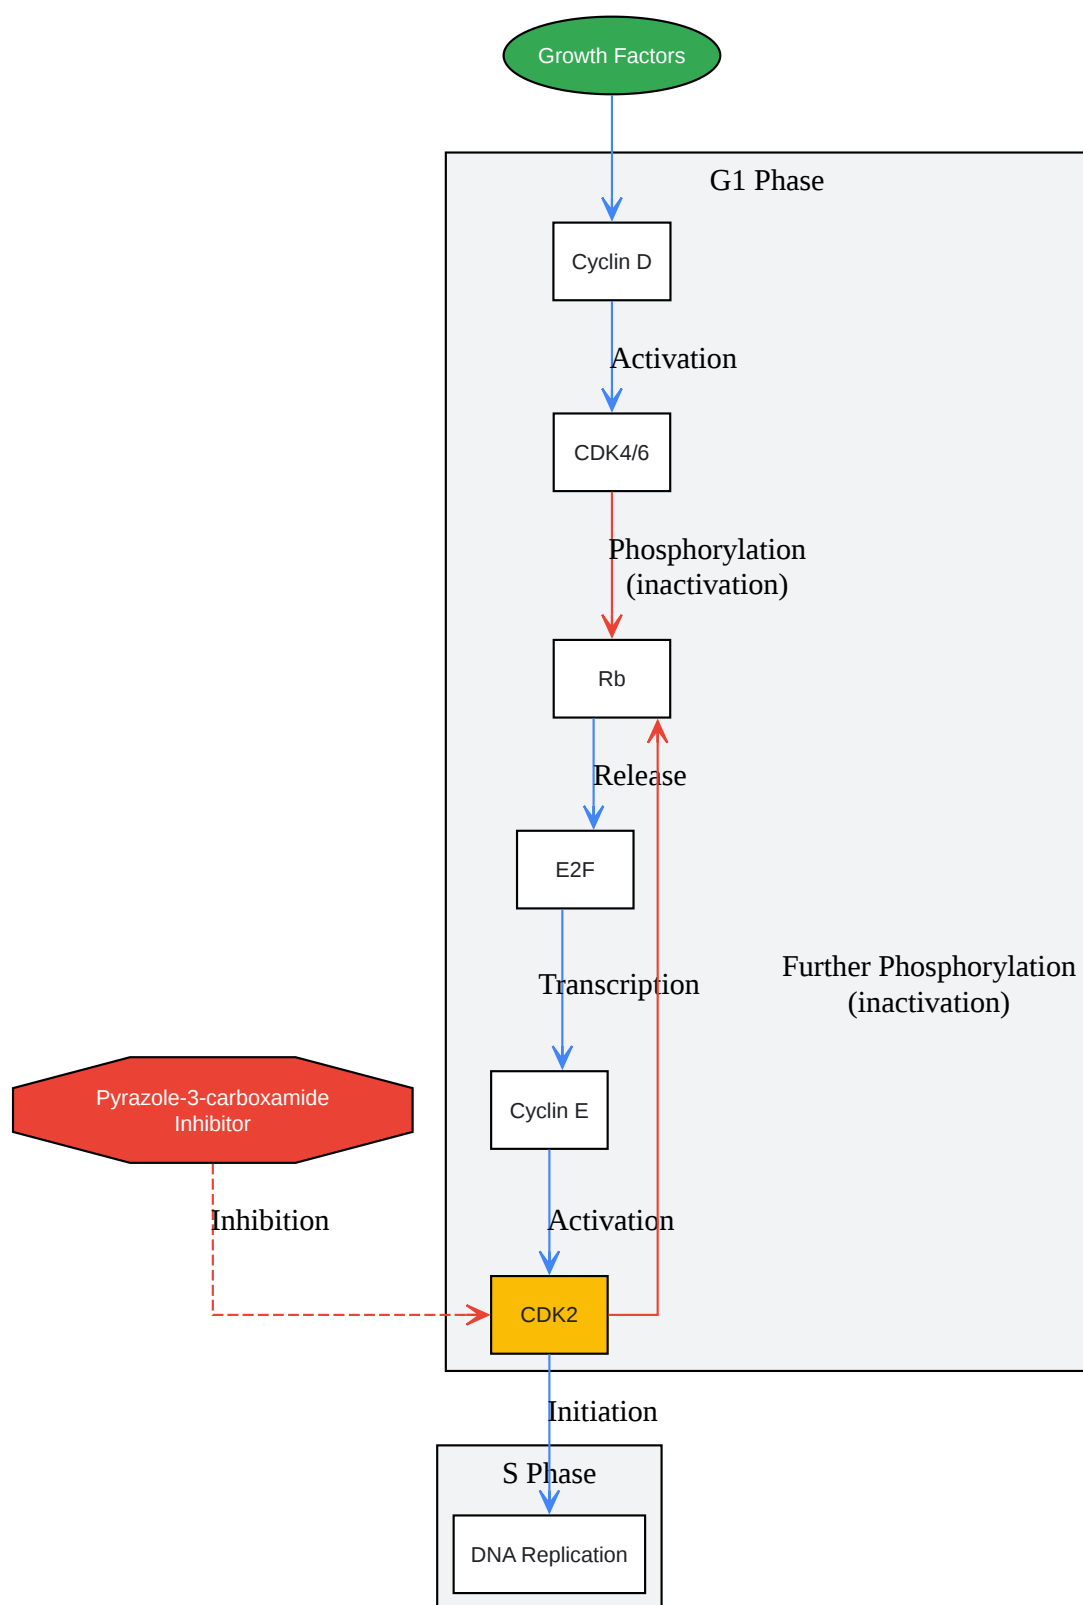 Growth Factors
G1 Phase
Cyclin D
Activation
CDK4/6
Phosphorylation
(inactivation)
Rb
Release
E2F
Transcription
Further Phosphorylation
(inactivation)
Pyrazole-3-carboxamide
Inhibitor
Cyclin E
Inhibition
Activation
CDK2
Initiation
S Phase
DNA Replication